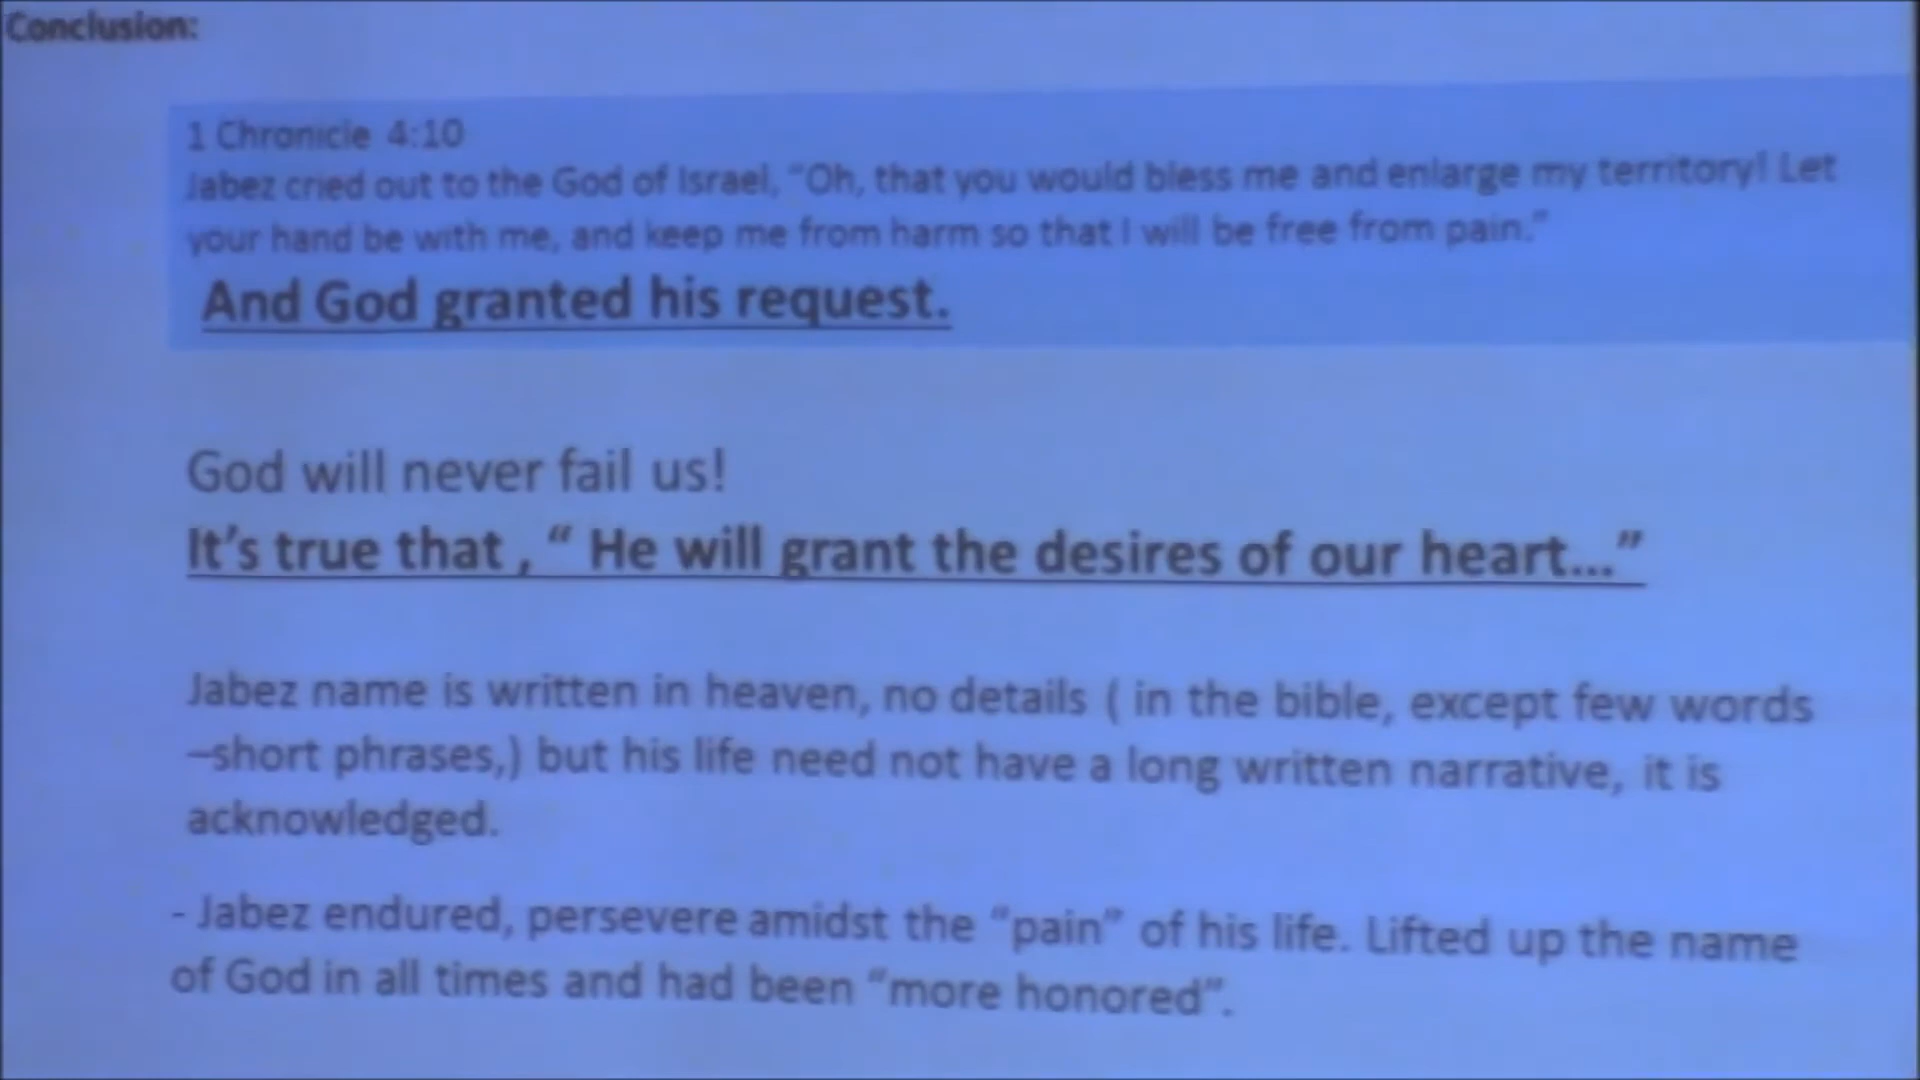 Conclusion:
1 Chronicle 4:10
Jabez cried out to the God of Israel, “Oh, that you would bless me and enlarge my territory! Let
your hand be with me, and keep me from harm so that I will be free from pain.”
And God granted his request.
God will never fail us!
It’s true that , “ He will grant the desires of our heart...”
Jabez name is written in heaven, no details ( in the bible, except few words
–short phrases,) but his life need not have a long written narrative, it is
acknowledged.
- Jabez endured, persevere amidst the “pain” of his life. Lifted up the name
of God in all times and had been “more honored”.